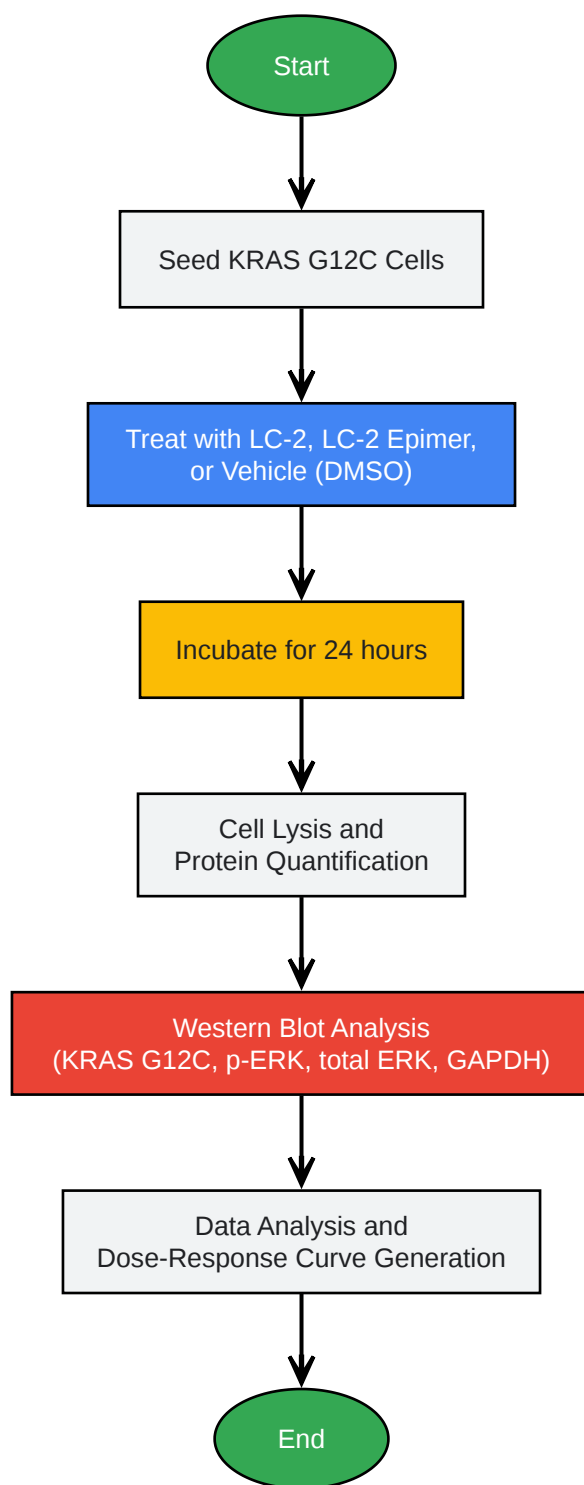 Start
Seed KRAS G12C Cells
Treat with LC-2, LC-2 Epimer,
or Vehicle (DMSO)
Incubate for 24 hours
Cell Lysis and
Protein Quantification
Western Blot Analysis
(KRAS G12C, p-ERK, total ERK, GAPDH)
Data Analysis and
Dose-Response Curve Generation
End